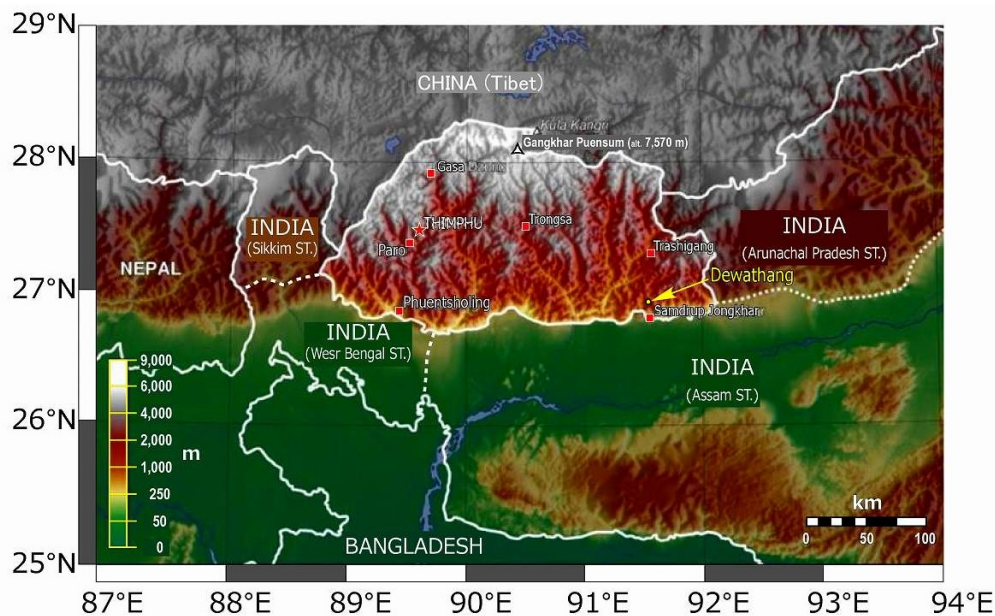 29°N
28°N
27°N
26°N
25°N
CHINA (Tibet)
Kula Kangri
Gangkhar Puensum (alt. 7,570 m)
Gasa
THIMPHU
Trongsa
Paro
INDIA
(Sikkim ST.)
NEPAL
Trashigang
INDIA
(Arunachal Pradesh ST.)
Dewathang
Phuentsholing
Samdrup Jongkhar
INDIA
(Wesr Bengal ST.)
INDIA
(Assam ST.)
9,000
6,000
4,000
2,000
1,000
250
50
0
m
km
0 50 100
BANGLADESH
87°E 88°E 89°E 90°E 91°E 92°E 93°E 94°E